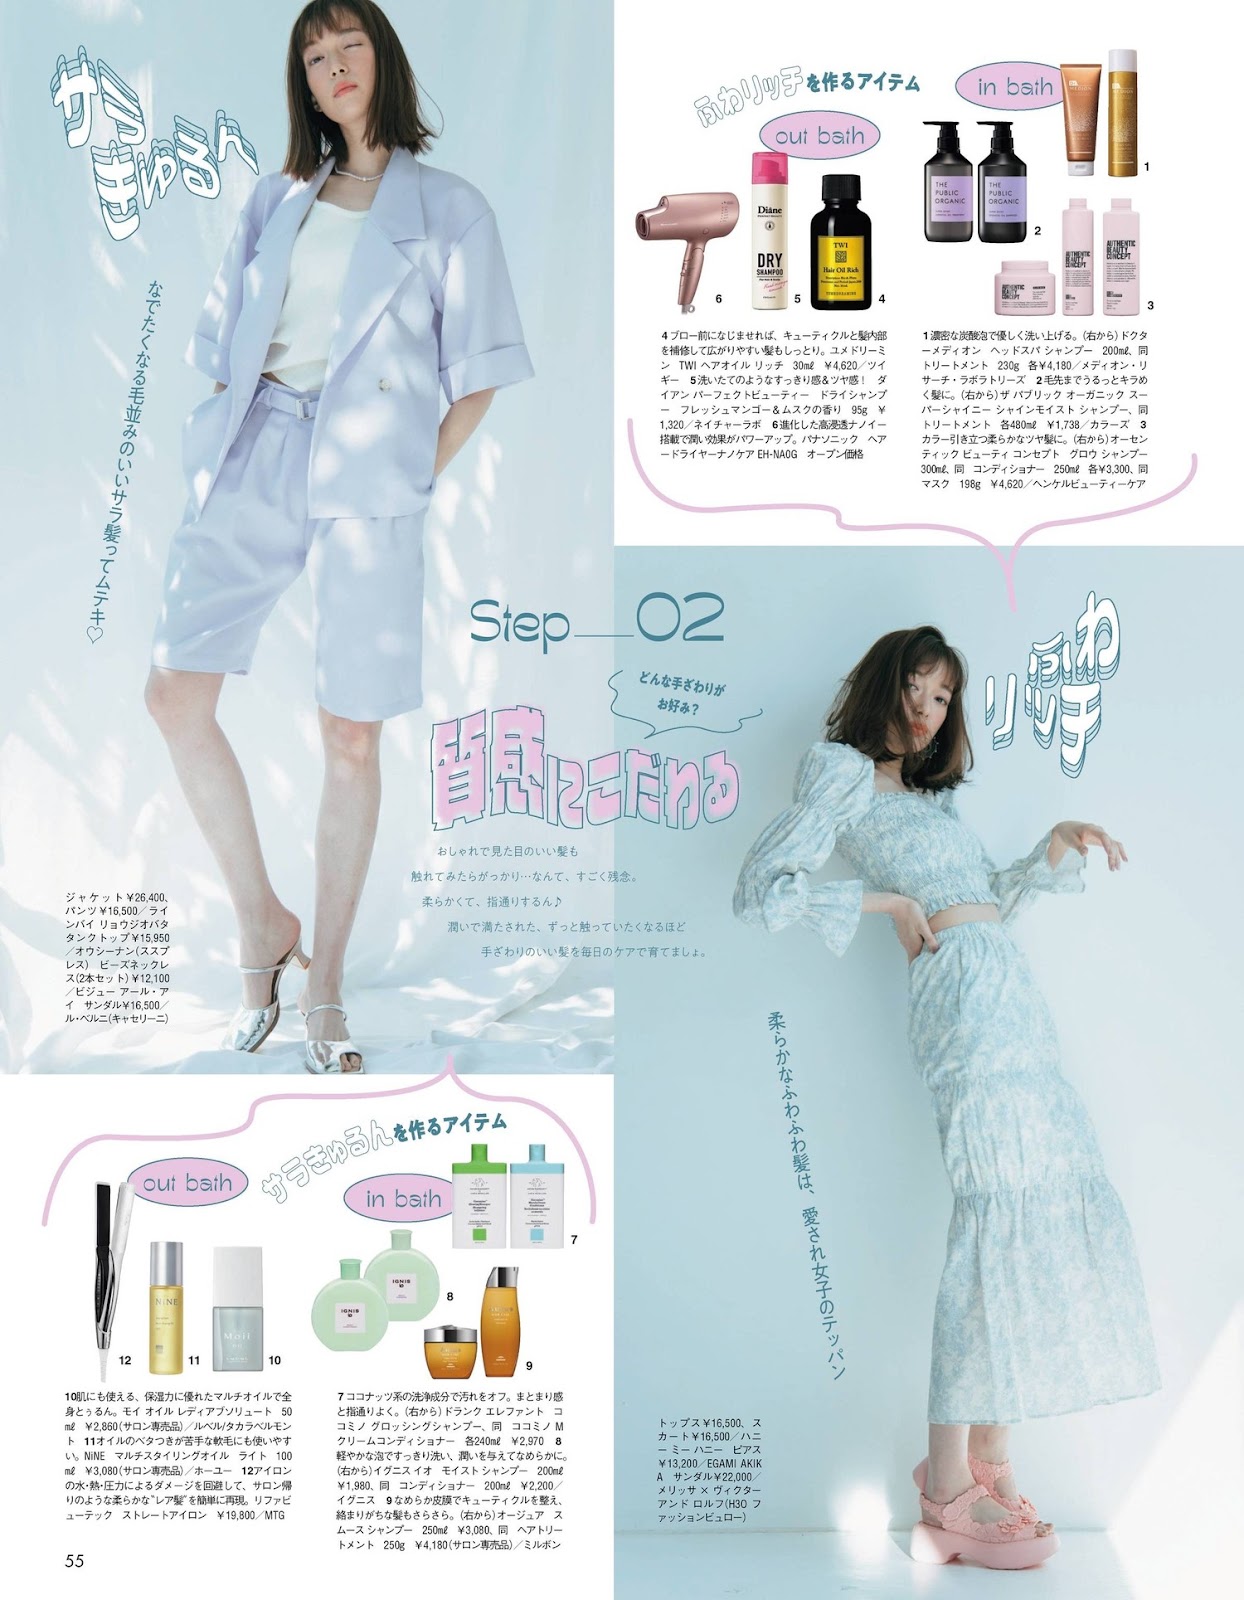 サラ
きゅるん
なでたくなる毛並みのいいサラ髪ってムテキ♡
ジャケット¥26,400、
パンツ¥16,500／ライ
ンバイ リョウジオバタ
タンクトップ¥15,950
／オウシーナン(ススプ
レス)　ビーズネックレ
ス(2本セット)¥12,100
／ビジュー アール・ア
イ　サンダル¥16,500／
ル・ベルニ(キャセリーニ)
ふわリッチを作るアイテム
in bath
out bath
THE
PUBLIC
ORGANIC
THE
PUBLIC
ORGANIC
1
2
AUTHENTIC
BEAUTY
CONCEPT
AUTHENTIC
BEAUTY
CONCEPT
AUTHENTIC
BEAUTY
CONCEPT
3
Diane
DRY
SHAMPOO
TWI
Hair Oil Rich
6
5
4
4ブロー前になじませれば、キューティクルと髪内部
を補修して広がりやすい髪もしっとり。ユメドリーミ
ン　TWI ヘアオイル リッチ　30㎖　¥4,620／ツイ
ギー　5洗いたてのようなすっきり感＆ツヤ感！　ダ
イアン パーフェクトビューティー　ドライシャンプ
ー　フレッシュマンゴー＆ムスクの香り　95g　¥
1,320／ネイチャーラボ　6進化した高浸透ナノイー
搭載で潤い効果がパワーアップ。パナソニック　ヘア
ードライヤーナノケア EH-NA0G　オープン価格
1濃密な炭酸泡で優しく洗い上げる。(右から)ドクタ
ーメディオン　ヘッドスパ シャンプー　200㎖、同
トリートメント　230g　各¥4,180／メディオン・リ
サーチ・ラボラトリーズ　2毛先までうるっとキラめ
く髪に。(右から)ザ パブリック オーガニック スー
パーシャイニー シャインモイスト シャンプー、同
トリートメント　各480㎖　¥1,738／カラーズ　3
カラー引き立つ柔らかなツヤ髪に。(右から)オーセン
ティック ビューティ コンセプト　グロウ シャンプー
300㎖、同　コンディショナー　250㎖　各¥3,300、同
マスク　198g　¥4,620／ヘンケルビューティーケア
Step＿02
どんな手ざわりが
お好み？
質感にこだわる
おしゃれで見た目のいい髪も
触れてみたらがっかり…なんて、すごく残念。
柔らかくて、指通りするん♪
潤いで満たされた、ずっと触っていたくなるほど
手ざわりのいい髪を毎日のケアで育てましょ。
ふわ
リッチ
柔らかなふわふわ髪は、愛され女子のテッパン
トップス¥16,500、ス
カート¥16,500／ハニ
ー ミー ハニー　ピアス
¥13,200／EGAMI AKIK
A　サンダル¥22,000／
メリッサ × ヴィクター
アンド ロルフ(H3O フ
ァッションビュロー)
サラきゅるんを作るアイテム
out bath
in bath
7
IGNIS
IO
IGNIS
IO
8
9
NiNE
Moii
12
11
10
10肌にも使える、保湿力に優れたマルチオイルで全
身とぅるん。モイ オイル レディアブソリュート　50
㎖　¥2,860(サロン専売品)／ルベル/タカラベルモン
ト　11オイルのベタつきが苦手な軟毛にも使いやす
い。NiNE　マルチスタイリングオイル　ライト　100
㎖　¥3,080(サロン専売品)／ホーユー　12アイロン
の水・熱・圧力によるダメージを回避して、サロン帰
りのような柔らかな“レア髪”を簡単に再現。リファビ
ューテック　ストレートアイロン　¥19,800／MTG
7ココナッツ系の洗浄成分で汚れをオフ。まとまり感
と指通りよく。(右から)ドランク エレファント　コ
コミノ グロッシングシャンプー、同　ココミノ M
クリームコンディショナー　各240㎖　¥2,970　8
軽やかな泡ですっきり洗い、潤いを与えてなめらかに。
(右から)イグニス イオ　モイスト シャンプー　200㎖
¥1,980、同　コンディショナー　200㎖　¥2,200／
イグニス　9なめらか皮膜でキューティクルを整え、
絡まりがちな髪もさらさら。(右から)オージュア　ス
ムース シャンプー　250㎖　¥3,080、同　ヘアトリー
トメント　250g　¥4,180(サロン専売品)／ミルボン
55